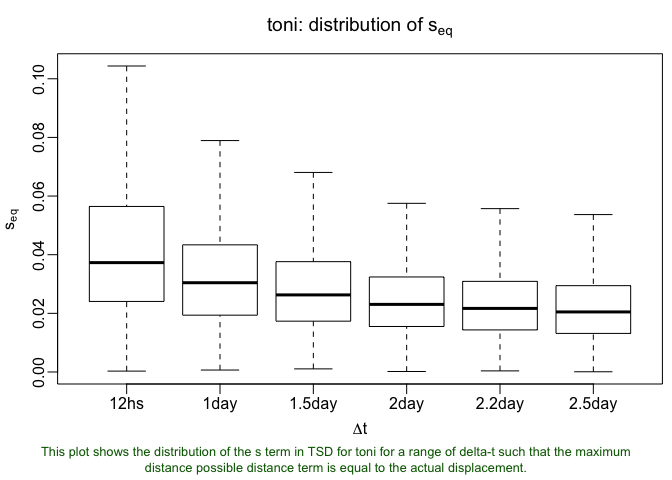 toni: distribution of s_eq
0.10
0.08
0.06
0.04
0.02
0.00
s_eq
12hs 1day 1.5day 2day 2.2day 2.5day
Δt
This plot shows the distribution of the s term in TSD for toni for a range of delta-t such that the maximum
distance possible distance term is equal to the actual displacement.